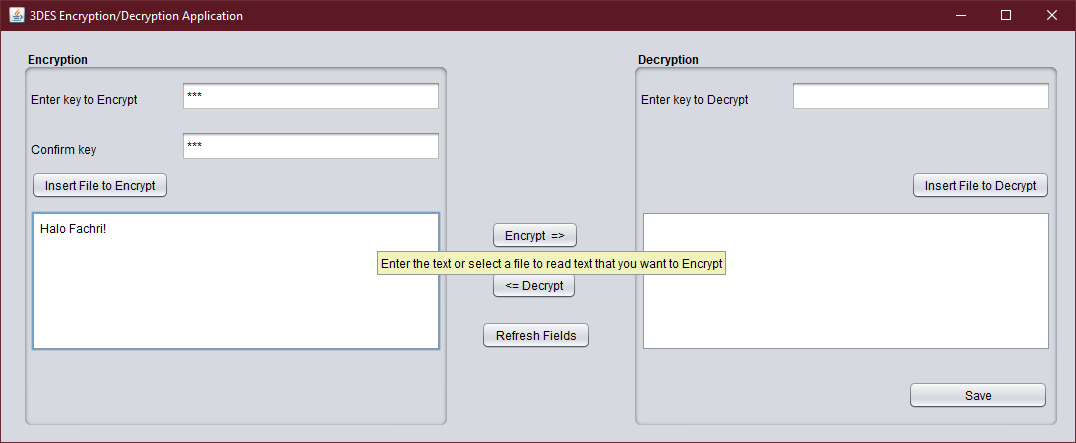 3DES Encryption/Decryption Application
Encryption
Enter key to Encrypt ***
Confirm key ***
Insert File to Encrypt
Halo Fachri!
Encrypt =>
Enter the text or select a file to read text that you want to Encrypt
<= Decrypt
Refresh Fields
Decryption
Enter key to Decrypt
Insert File to Decrypt
Save